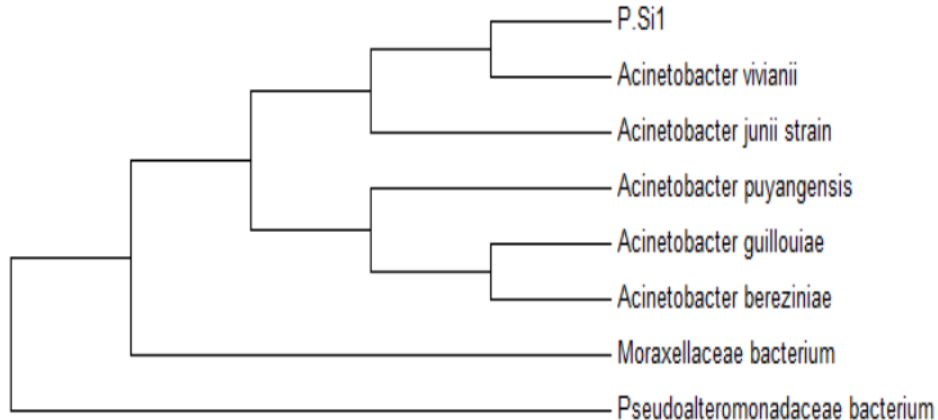 P.Si1
Acinetobacter vivianii
Acinetobacter junii strain
Acinetobacter puyangensis
Acinetobacter guillouiae
Acinetobacter bereziniae
Moraxellaceae bacterium
Pseudoalteromonadaceae bacterium